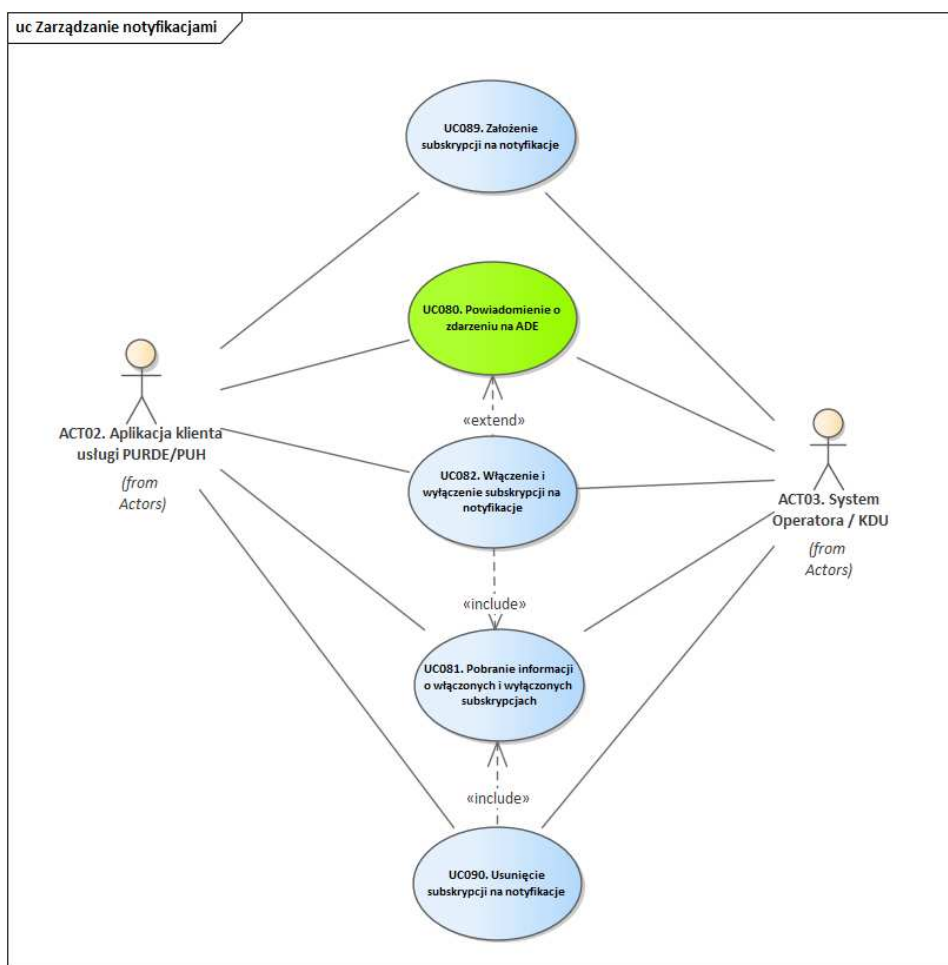 uc Zarządzanie notyfikacjami
UC089. Założenie
subskrypcji na notyfikacje
UC080. Powiadomienie o
zdarzeniu na ADE
«extend»
ACT02. Aplikacja klienta
usługi PURDE/PUH
(from
Actors)
UC082. Włączenie i
wyłączenie subskrypcji na
notyfikacje
ACT03. System
Operatora / KDU
(from
Actors)
«include»
UC081. Pobranie informacji
o włączonych i wyłączonych
subskrypcjach
«include»
UC090. Usunięcie
subskrypcji na notyfikacje